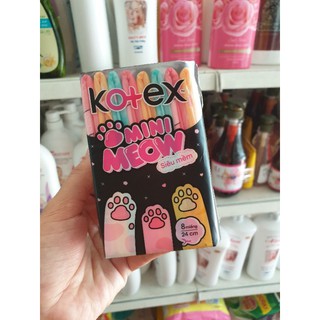 kotex
MINI
MEOW
Siêu mềm
8 miếng
24 cm